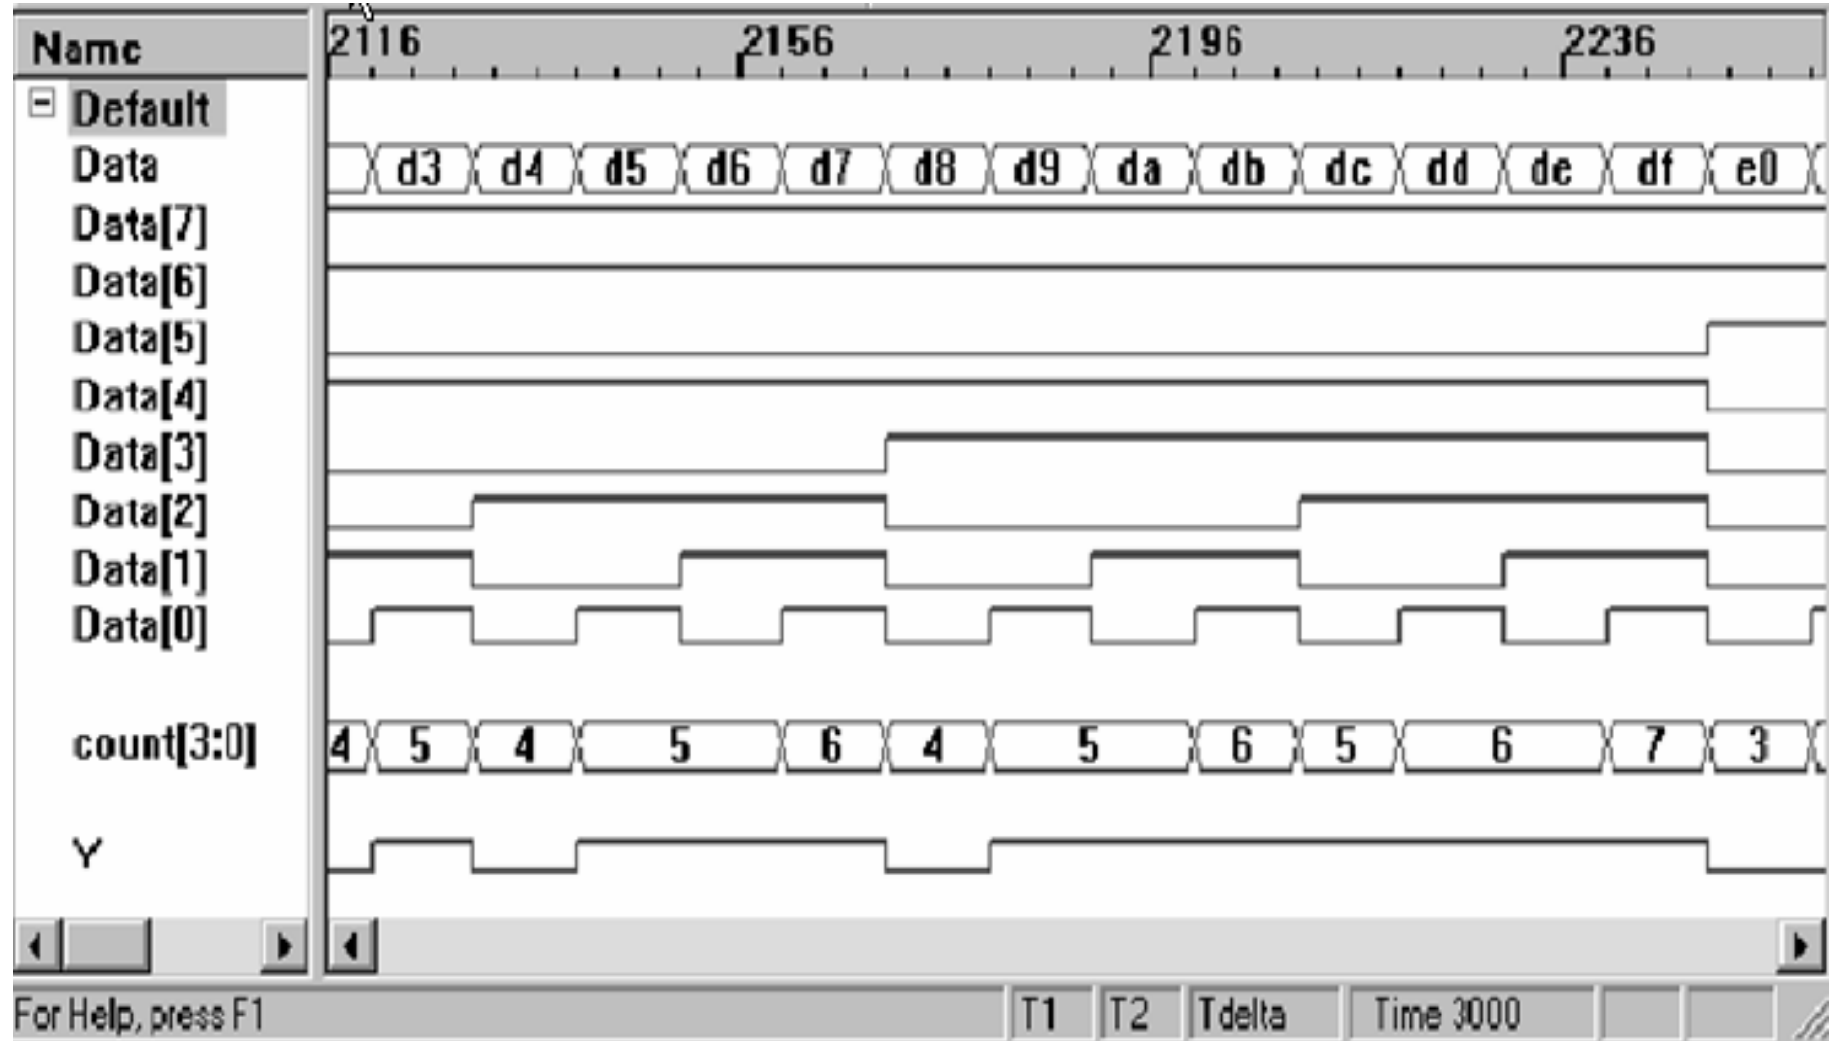 Name 2116 2156 2196 2236
Default
Data d3 d4 d5 d6 d7 d8 d9 da db dc dd de df e0
Data[7]
Data[6]
Data[5]
Data[4]
Data[3]
Data[2]
Data[1]
Data[0]
count[3:0] 4 5 4 5 6 4 5 6 5 6 7 3
Y
For Help, press F1 T1 T2 Tdelta Time 3000